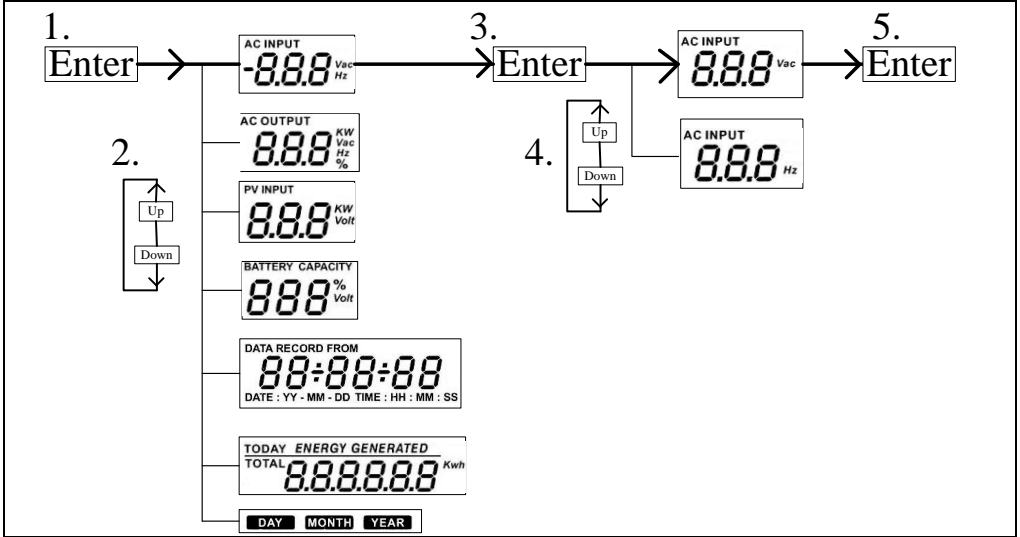 1.
Enter
AC INPUT
-8.8.8 Vac
Hz
AC OUTPUT
8.8.8 KW
Vac
Hz
%
PV INPUT
8.8.8 KW
Volt
BATTERY CAPACITY
888 %
Volt
DATA RECORD FROM
88÷88÷88
DATE : YY - MM - DD TIME : HH : MM : SS
TODAY ENERGY GENERATED
TOTAL 8.8.8.8.8.8 Kwh
DAY MONTH YEAR
2.
Up
Down
3.
Enter
4.
Up
Down
AC INPUT
8.8.8 Vac
AC INPUT
8.8.8 Hz
5.
Enter